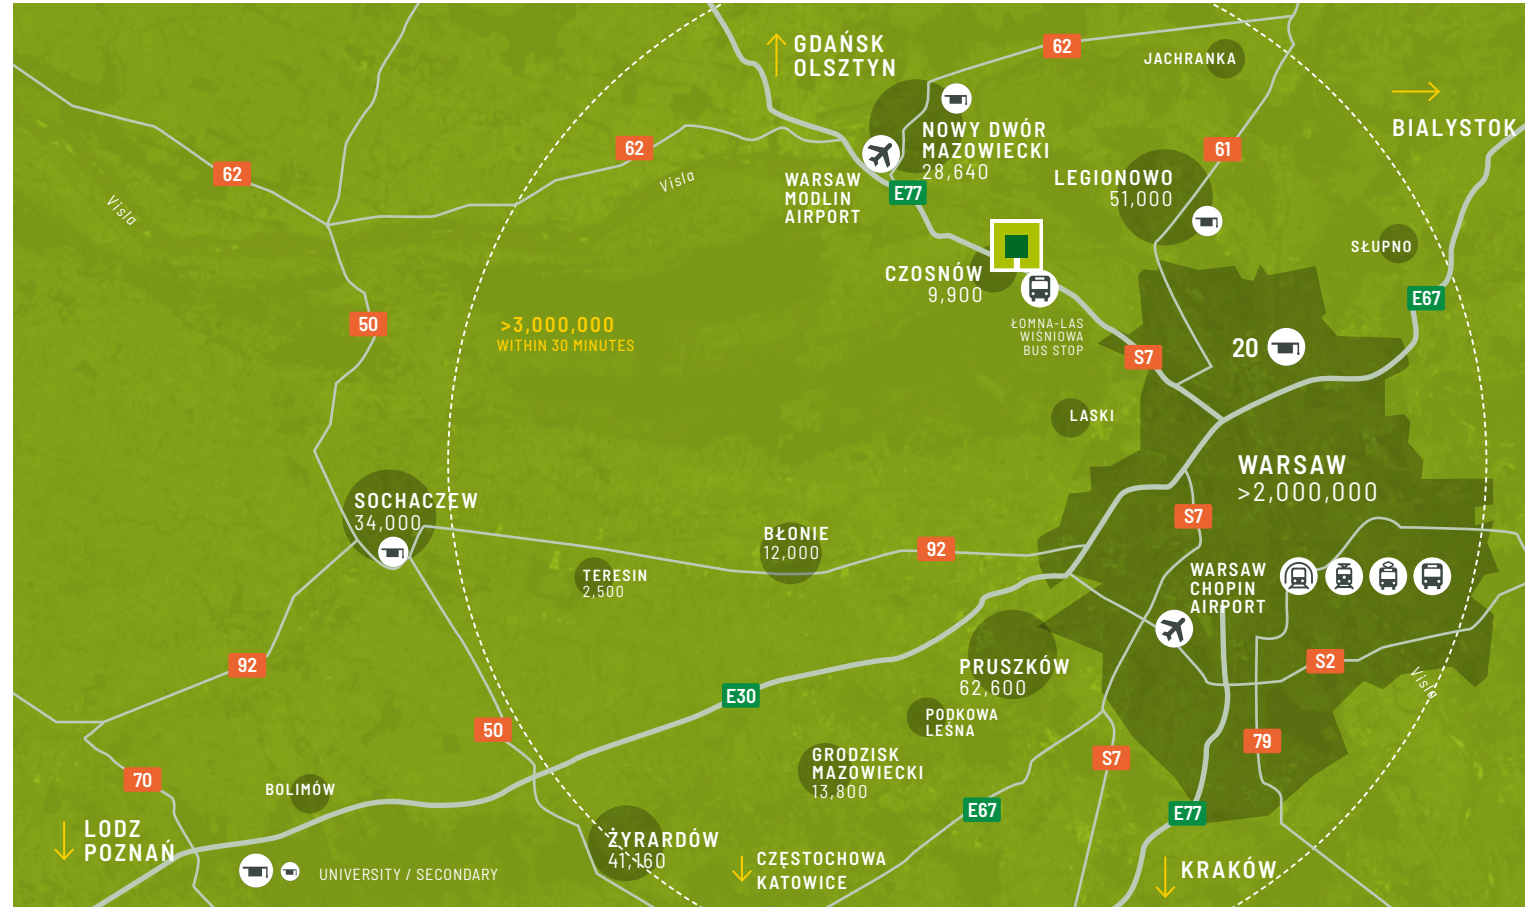 GDAŃSK
OLSZTYN
62
JACHRANKA
BIALYSTOK
62
62
NOWY DWÓR
MAZOWIECKI
28,640
61
LEGIONOWO
51,000
WARSAW
MODLIN
AIRPORT
E77
Visla
Visla
SŁUPNO
CZOSNÓW
9,900
E67
ŁOMNA-LAS
WIŚNIOWA
BUS STOP
50
>3,000,000
WITHIN 30 MINUTES
S7
20
LASKI
WARSAW
>2,000,000
SOCHACZEW
34,000
S7
BŁONIE
12,000
92
TERESIN
2,500
WARSAW
CHOPIN
AIRPORT
92
PRUSZKÓW
62,600
S2
Visla
E30
PODKOWA
LEŚNA
50
79
S7
GRODZISK
MAZOWIECKI
13,800
70
BOLIMÓW
E67
E77
LODZ
POZNAŃ
ŻYRARDÓW
41,160
CZĘSTOCHOWA
KATOWICE
KRAKÓW
UNIVERSITY / SECONDARY